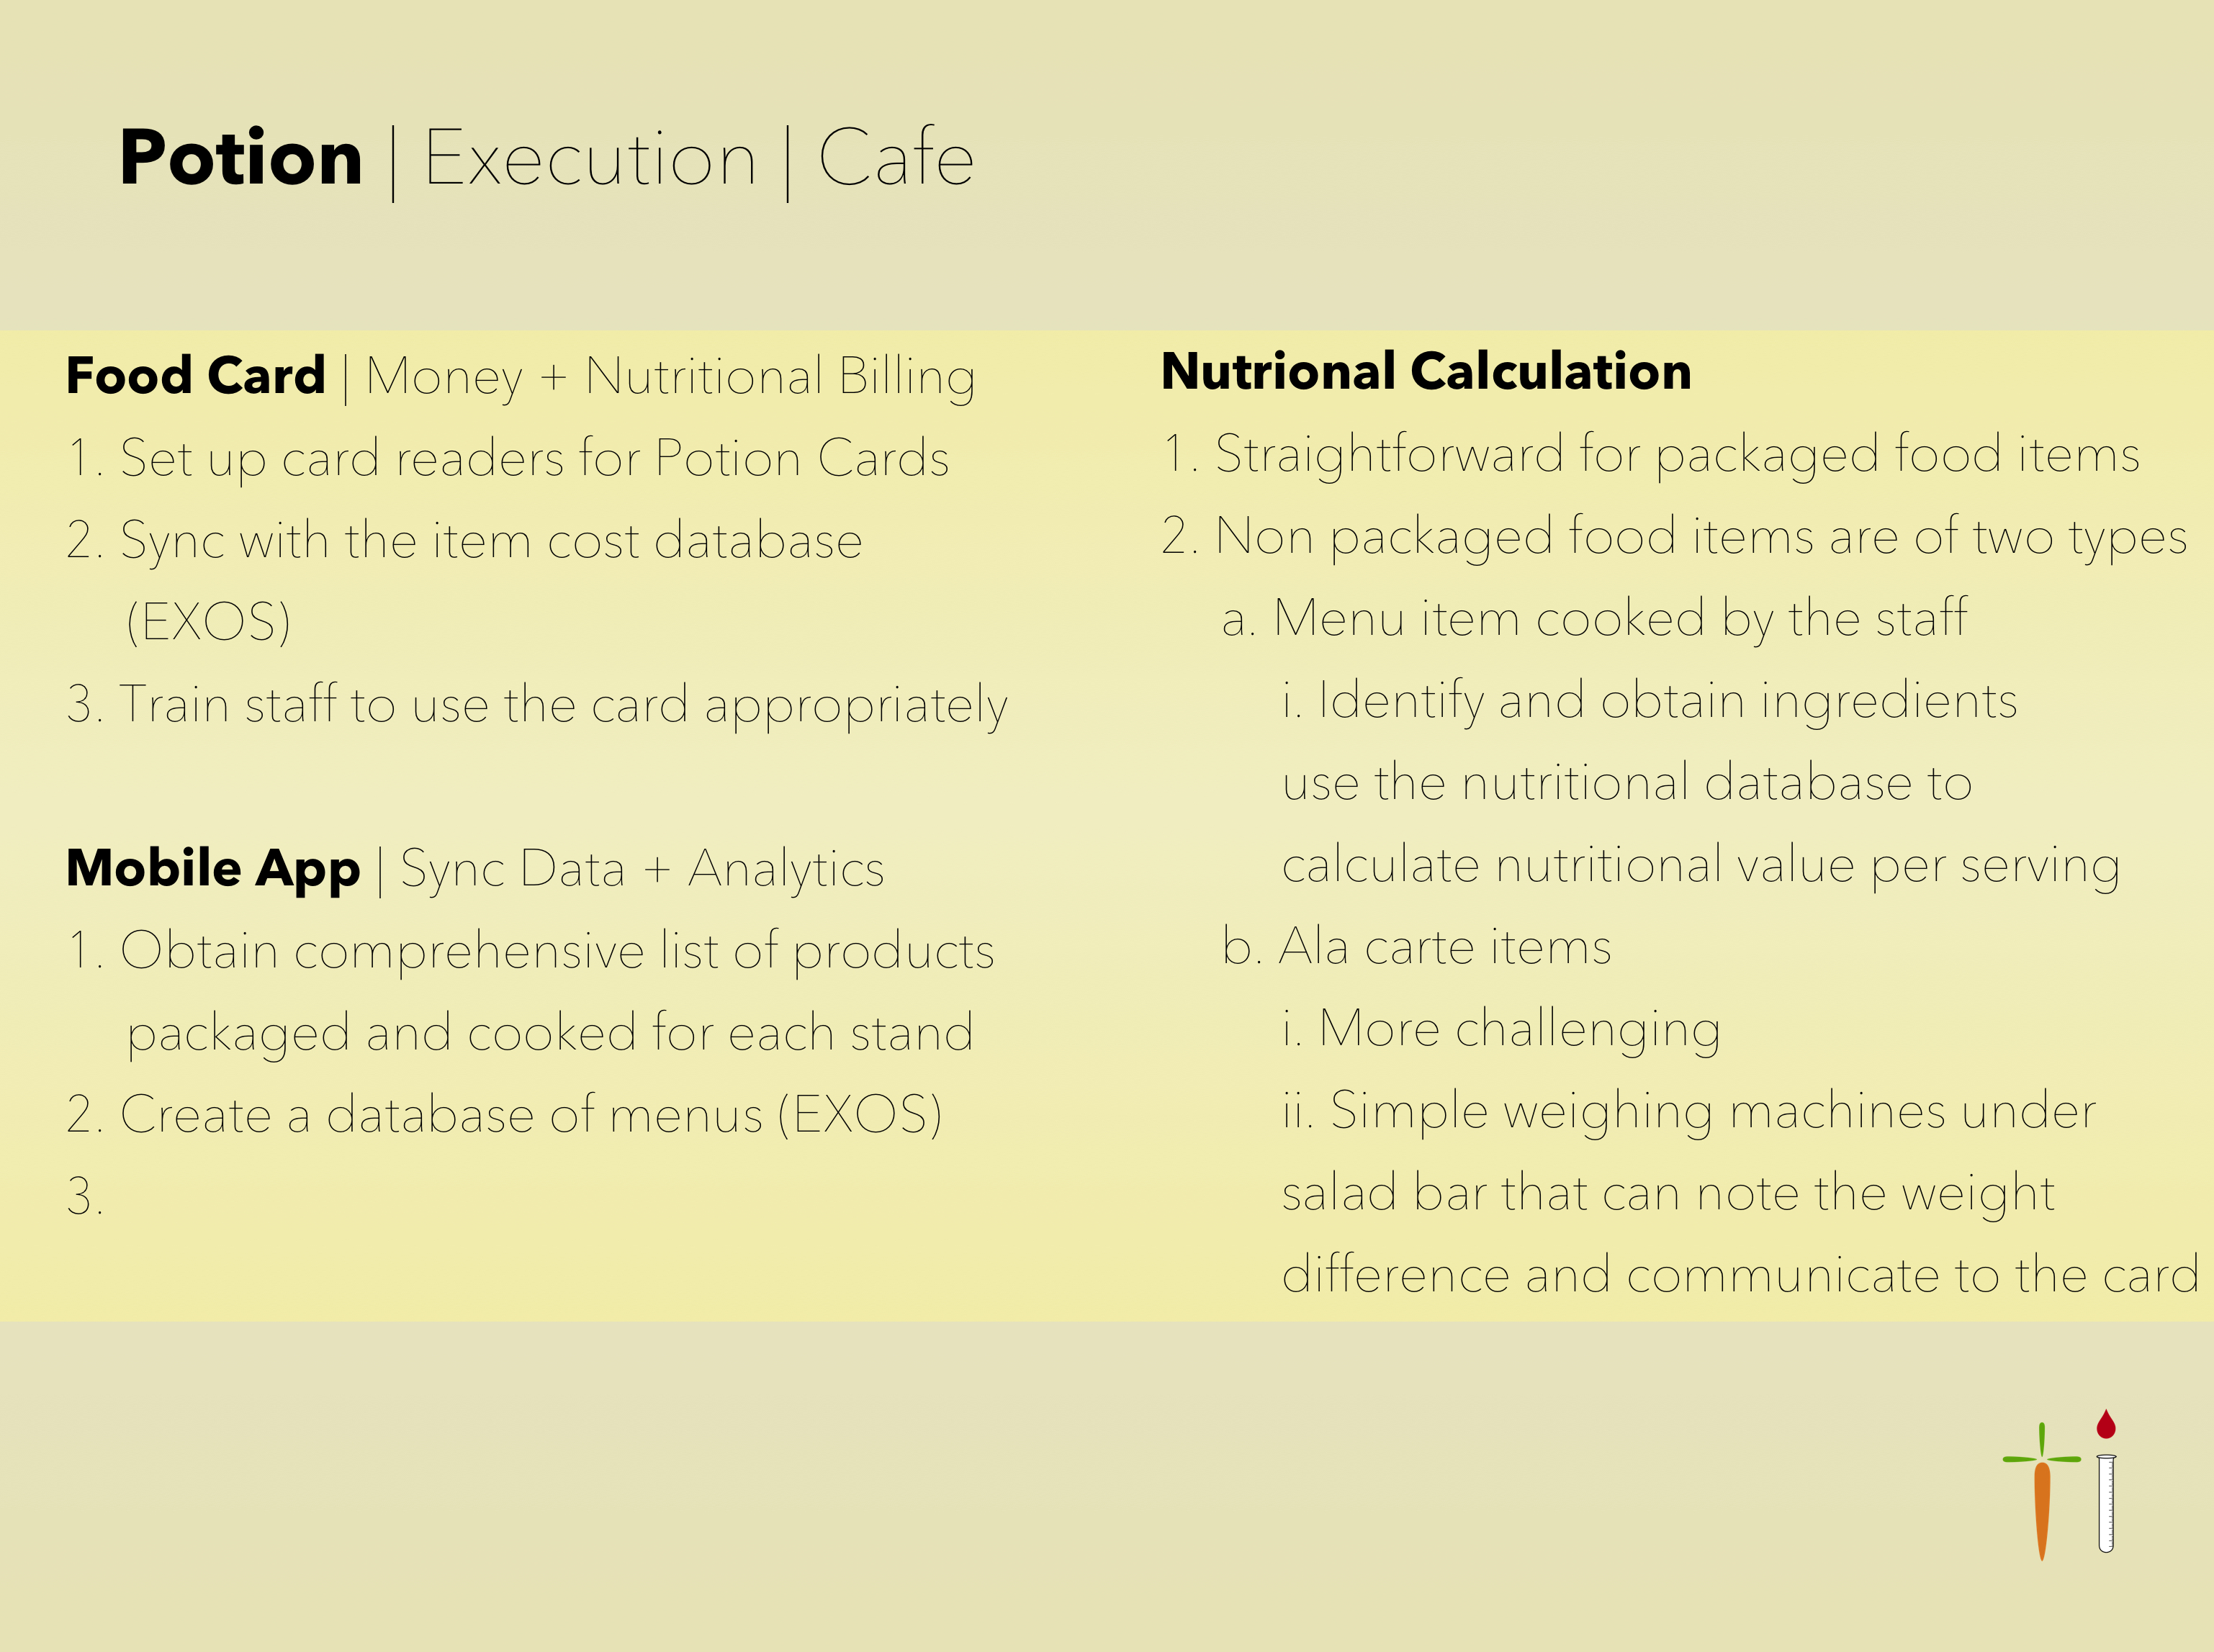 Potion | Execution | Cafe
Food Card | Money + Nutritional Billing
1. Set up card readers for Potion Cards
2. Sync with the item cost database
(EXOS)
3. Train staff to use the card appropriately
Mobile App | Sync Data + Analytics
1. Obtain comprehensive list of products
packaged and cooked for each stand
2. Create a database of menus (EXOS)
3.
Nutrional Calculation
1. Straightforward for packaged food items
2. Non packaged food items are of two types
a. Menu item cooked by the staff
i. Identify and obtain ingredients
use the nutritional database to
calculate nutritional value per serving
b. Ala carte items
i. More challenging
ii. Simple weighing machines under
salad bar that can note the weight
difference and communicate to the card